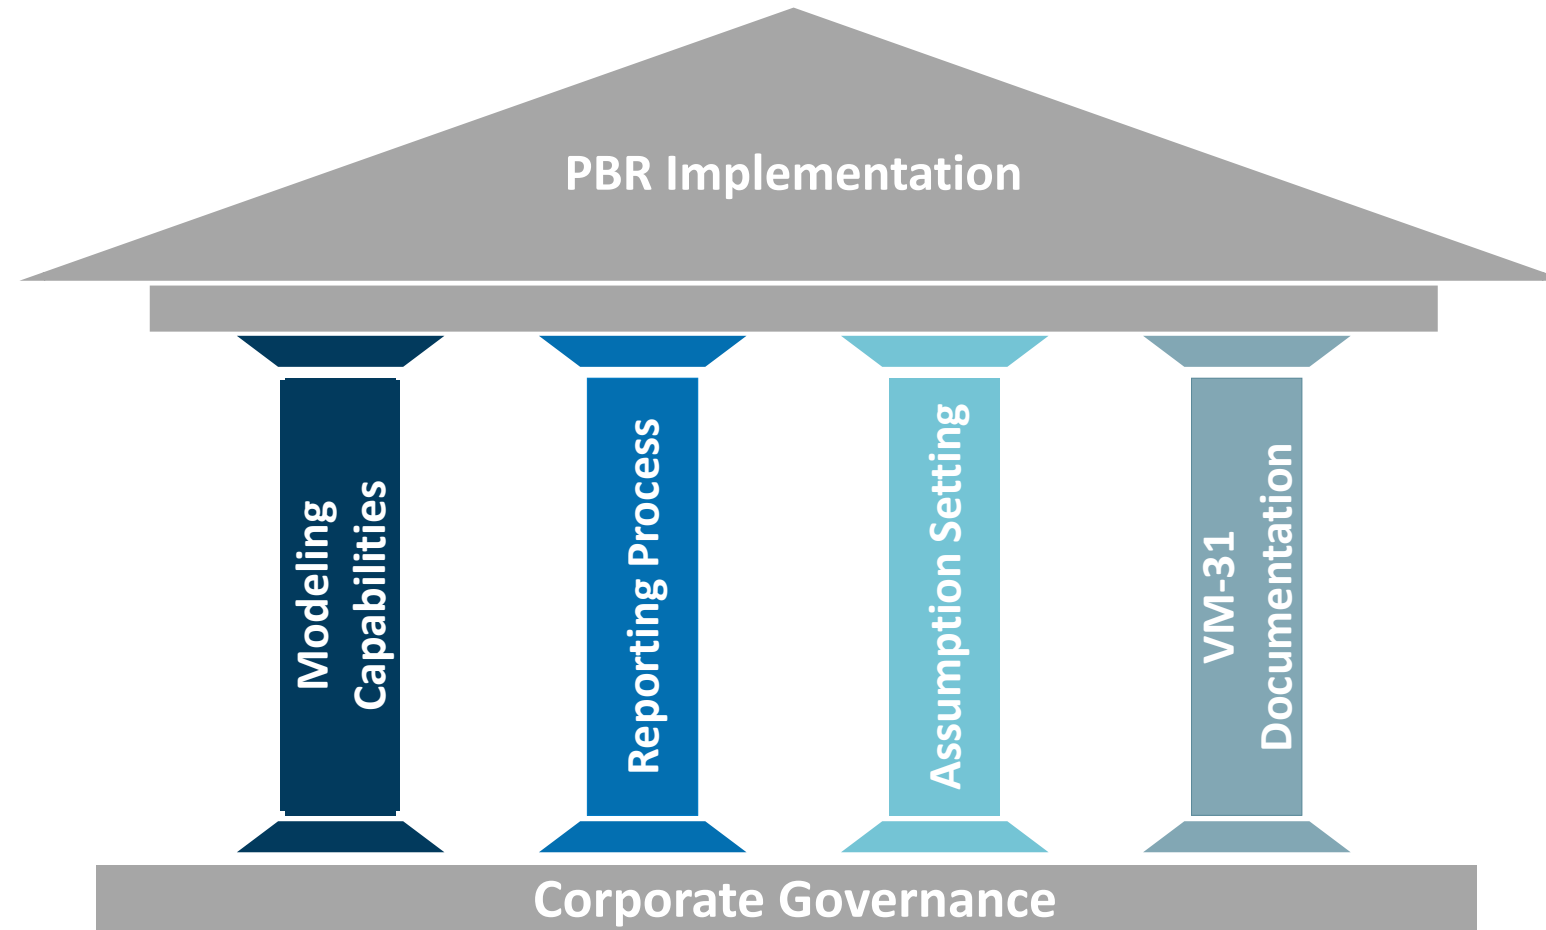 PBR Implementation
Modeling
Capabilities
Reporting Process
Assumption Setting
VM-31
Documentation
Corporate Governance